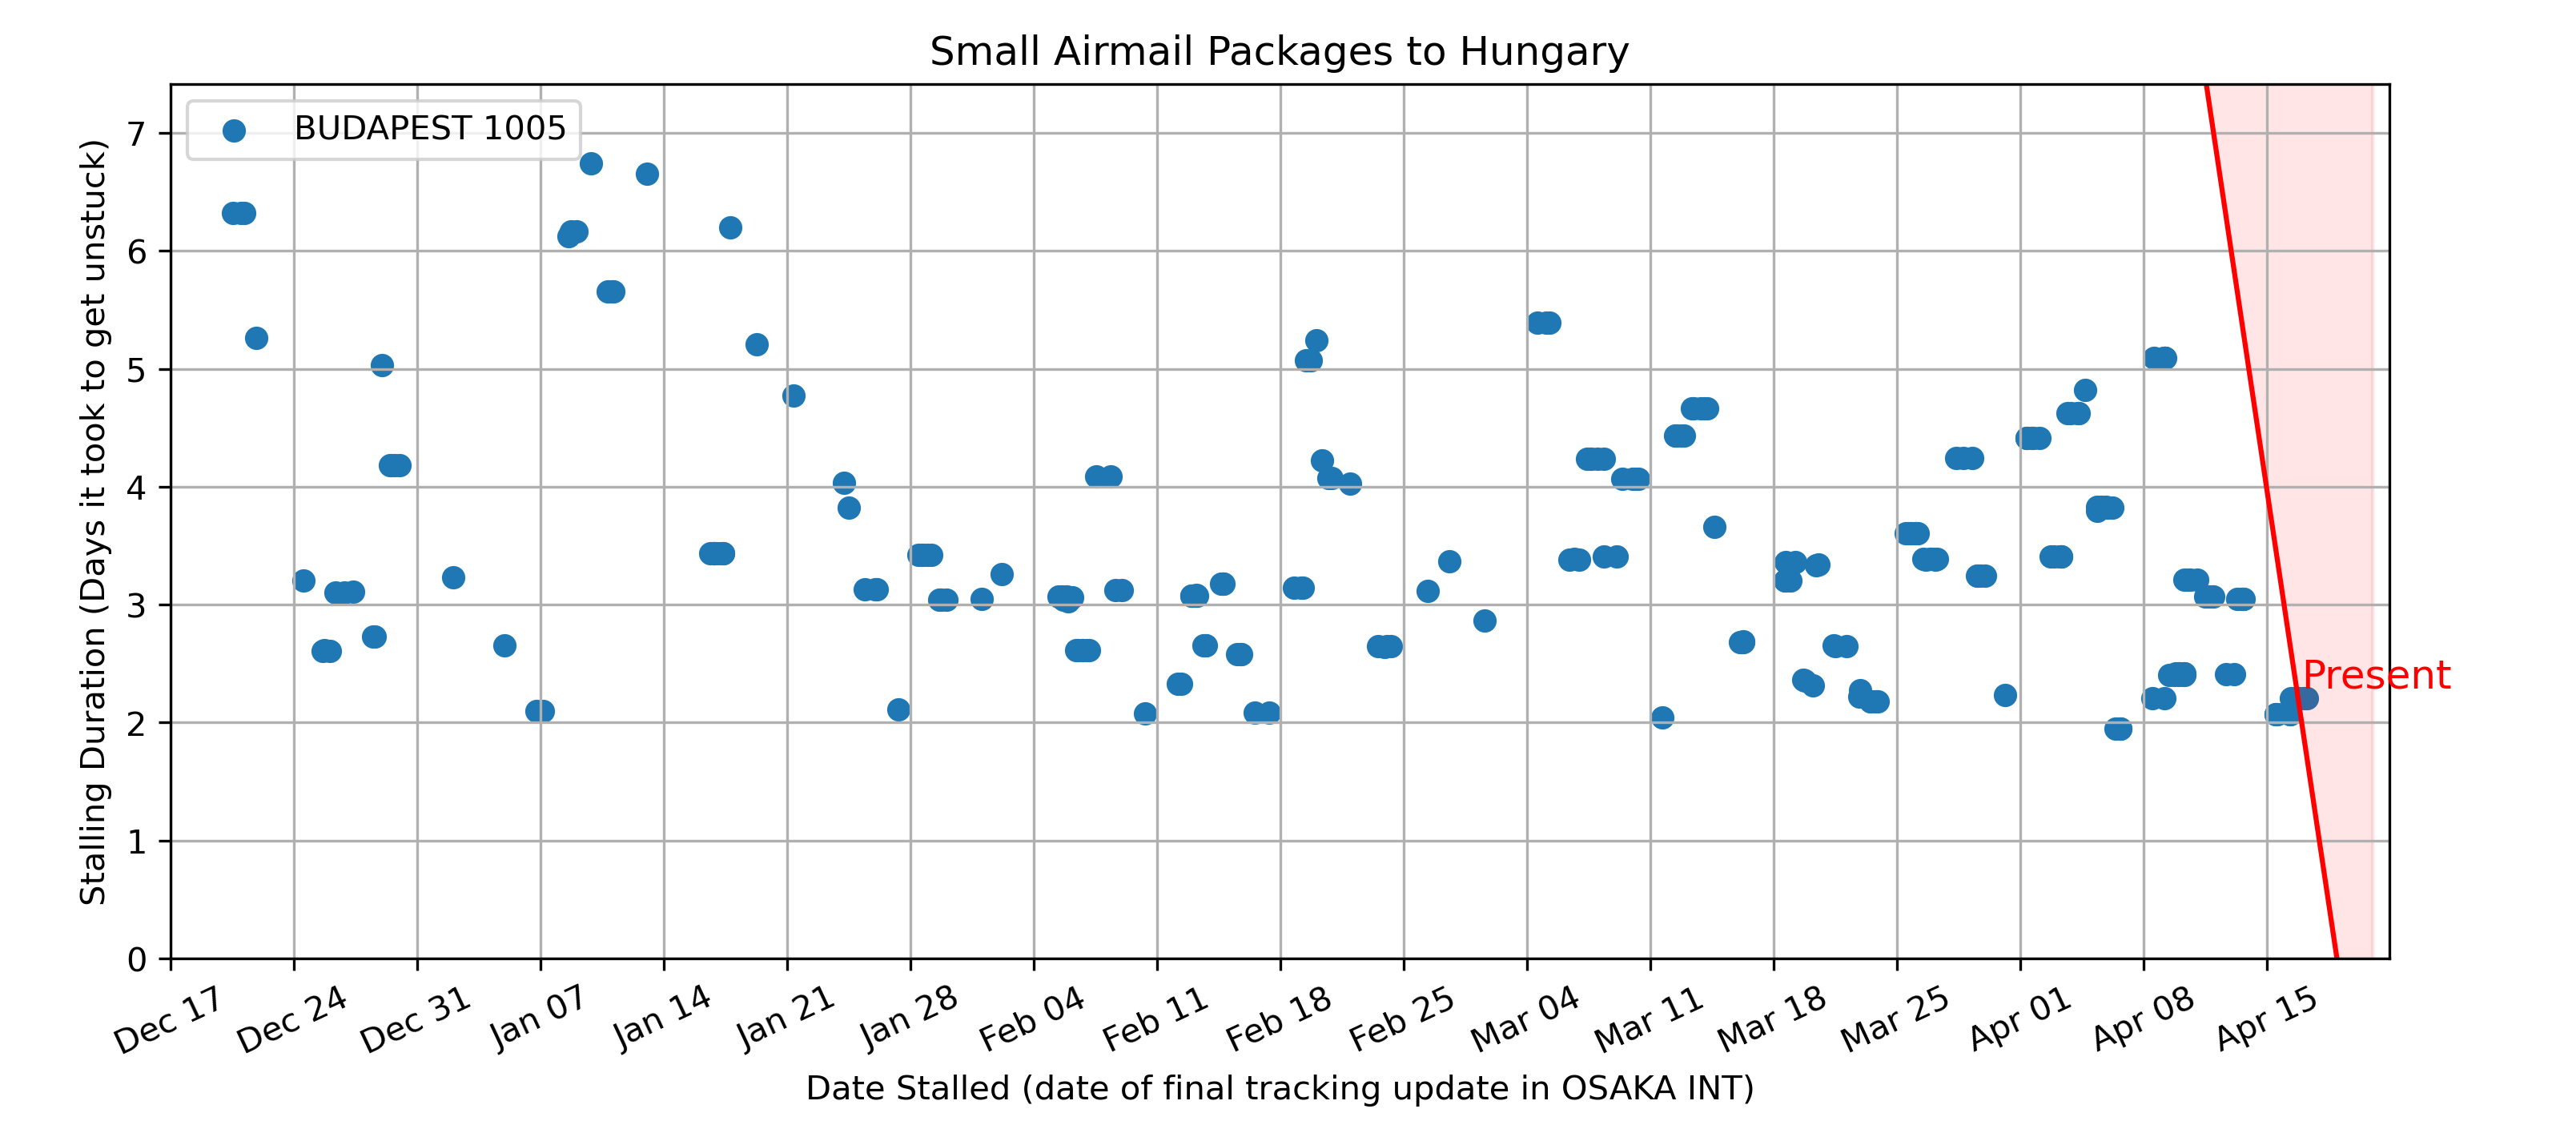 Small Airmail Packages to Hungary
BUDAPEST 1005
Stalling Duration (Days it took to get unstuck)
7
6
5
4
3
2
1
0
Present
Dec 17
Dec 24
Dec 31
Jan 07
Jan 14
Jan 21
Jan 28
Feb 04
Feb 11
Feb 18
Feb 25
Mar 04
Mar 11
Mar 18
Mar 25
Apr 01
Apr 08
Apr 15
Date Stalled (date of final tracking update in OSAKA INT)